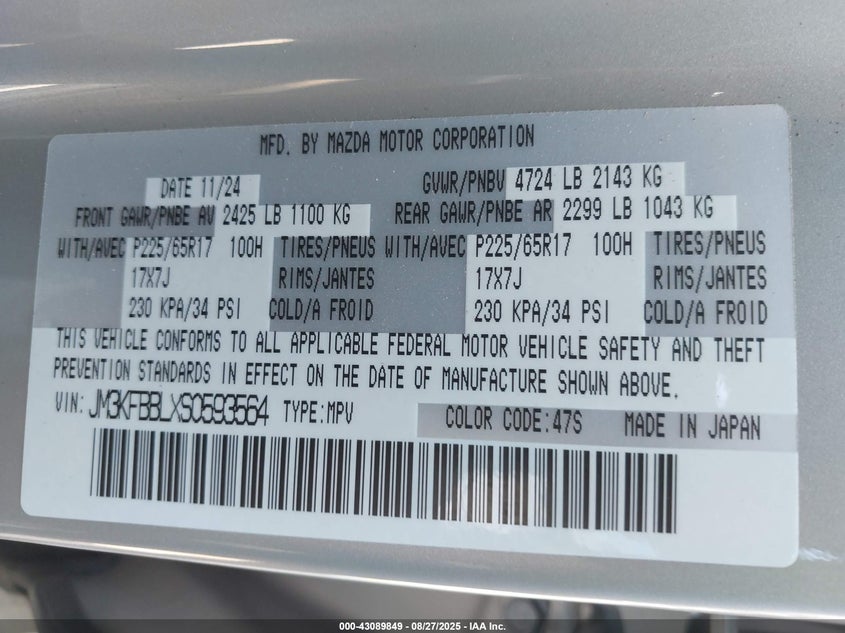 MFD. BY MAZDA MOTOR CORPORATION
DATE 11/24 GVWR/PNBV 4724 LB 2143 KG
FRONT GAWR/PNBE AV 2425 LB 1100 KG REAR GAWR/PNBE AR 2299 LB 1043 KG
WITH/AVEC P225/65R17 100H TIRES/PNEUS WITH/AVEC P225/65R17 100H TIRES/PNEUS
17X7J RIMS/JANTES 17X7J RIMS/JANTES
230 KPA/34 PSI COLD/A FROID 230 KPA/34 PSI COLD/A FROID
THIS VEHICLE CONFORMS TO ALL APPLICABLE FEDERAL MOTOR VEHICLE SAFETY AND THEFT
PREVENTION STANDARDS IN EFFECT ON THE DATE OF MANUFACTURE SHOWN ABOVE.
VIN: JM3KFBBLXS0593564 TYPE:MPV COLOR CODE:47S MADE IN JAPAN
000-43089849 - 08/27/2025 - IAA Inc.